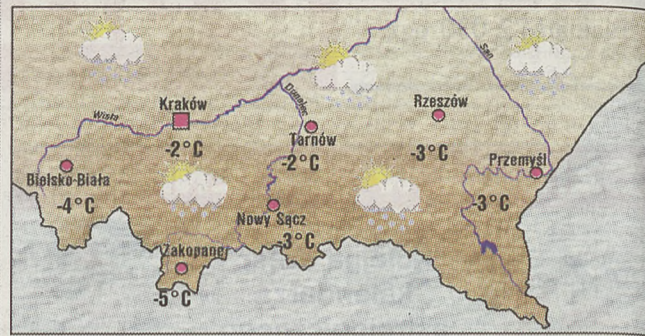 San
Kraków
Rzeszów
Wisła
Dunajec
Tarnów
-2°C
-2°C
-3°C
Przemyśl
Bielsko-Biała
-4°C
-3°C
Nowy Sącz
-3°C
Zakopane
-5°C